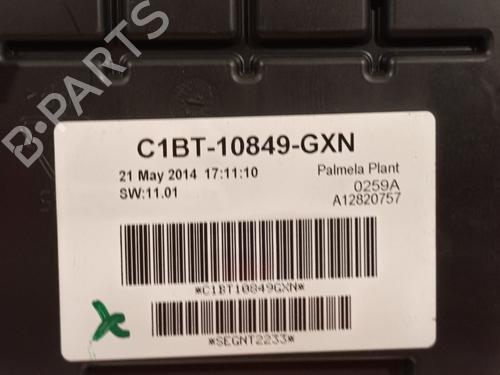 C1BT-10849-GXN
21 May 2014 17:11:10
SW:11.01
Palmela Plant
0259A
A12820757
*C1BT10849GXN*
*SEGNT2233*
B-PARTS